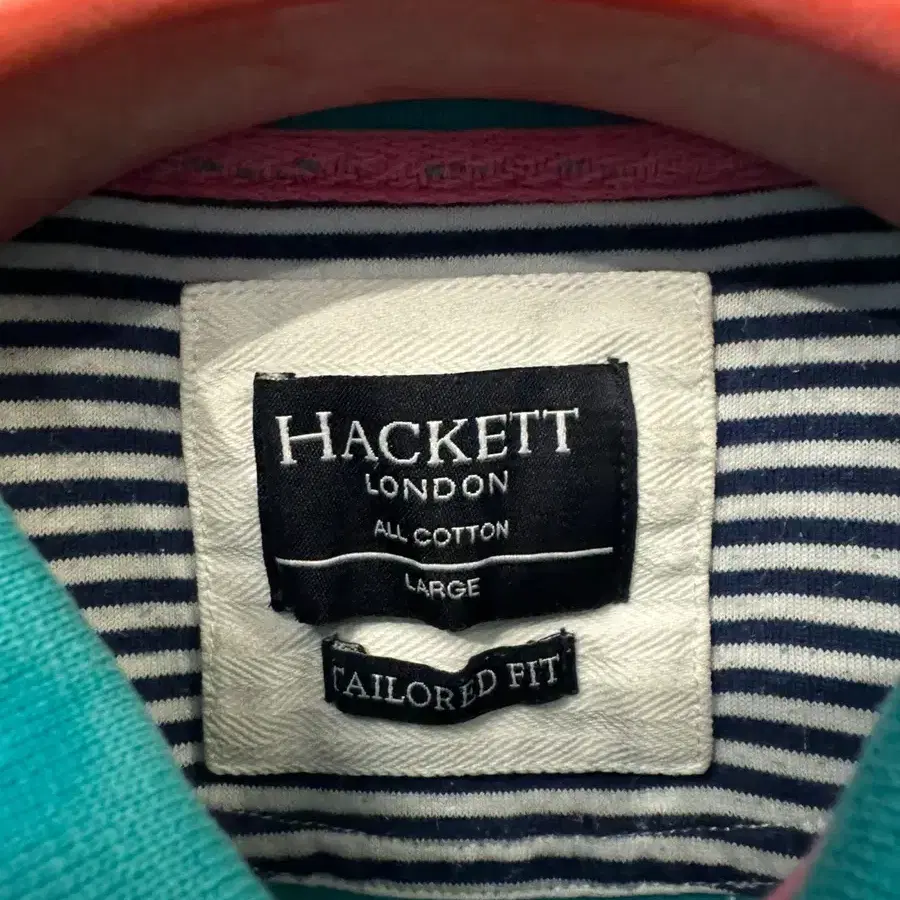 HACKETT
LONDON
ALL COTTON
LARGE
TAILORED FIT